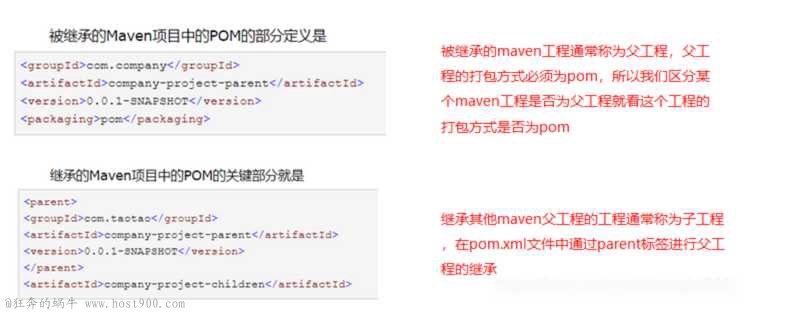 被继承的Maven项目中的POM的部分定义是
<groupId>com.company</groupId>
<artifactId>company-project-parent</artifactId>
<version>0.0.1-SNAPSHOT</version>
<packaging>pom</packaging>
被继承的maven工程通常称为父工程，父工
程的打包方式必须为pom，所以我们区分某
个maven工程是否为父工程就看这个工程的
打包方式是否为pom
继承的Maven项目中的POM的关键部分就是
<parent>
<groupId>com.taotao</groupId>
<artifactId>company-project-parent</artifactId>
<version>0.0.1-SNAPSHOT</version>
</parent>
<artifactId>company-project-children</artifactId>
继承其他maven父工程的工程通常称为子工程
，在pom.xml文件中通过parent标签进行父工
程的继承
@狂奔的蜗牛 www.host900.com